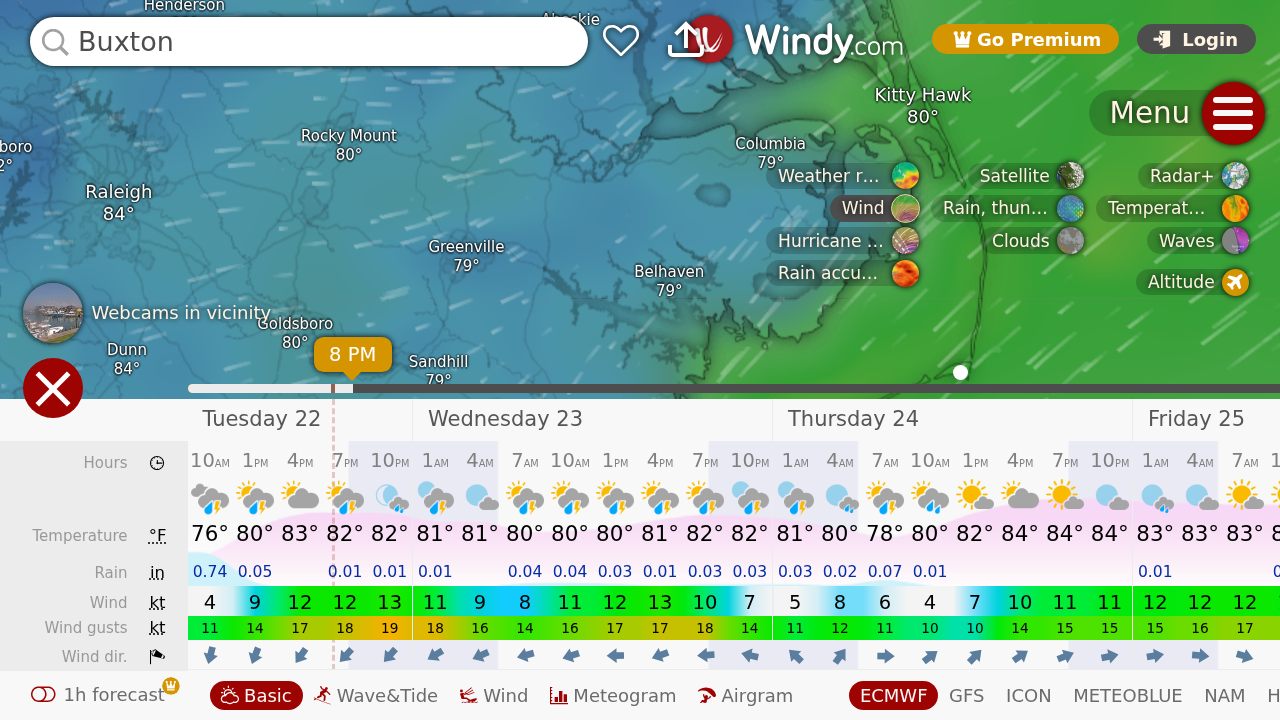 Henderson
Ahoskie
Buxton
Windy.com
Go Premium
Login
Kitty Hawk
80°
Menu
Rocky Mount
80°
boro
2°
Columbia
79°
Raleigh
84°
Weather r...
Satellite
Radar+
Wind
Rain, thun...
Temperat...
Hurricane ...
Clouds
Waves
Rain accu...
Altitude
Greenville
79°
Belhaven
79°
Webcams in vicinity
Goldsboro
80°
Dunn
84°
8 PM
Sandhill
79°
Tuesday 22 Wednesday 23 Thursday 24 Friday 25
Hours 10AM 1PM 4PM 7PM 10PM 1AM 4AM 7AM 10AM 1PM 4PM 7PM 10PM 1AM 4AM 7AM 10AM 1PM 4PM 7PM 10PM 1AM 4AM 7AM 1
Temperature °F 76° 80° 83° 82° 82° 81° 81° 80° 80° 80° 81° 82° 82° 81° 80° 78° 80° 82° 84° 84° 84° 83° 83° 83° 8
Rain in 0.74 0.05 0.01 0.01 0.01 0.04 0.04 0.03 0.01 0.03 0.03 0.03 0.02 0.07 0.01 0.01 0
Wind kt 4 9 12 12 13 11 9 8 11 12 13 10 7 5 8 6 4 7 10 11 11 12 12 12
Wind gusts kt 11 14 17 18 19 18 16 14 16 17 17 18 14 11 12 11 10 10 14 15 15 15 16 17
Wind dir.
1h forecast Basic Wave&Tide Wind Meteogram Airgram ECMWF GFS ICON METEOBLUE NAM H